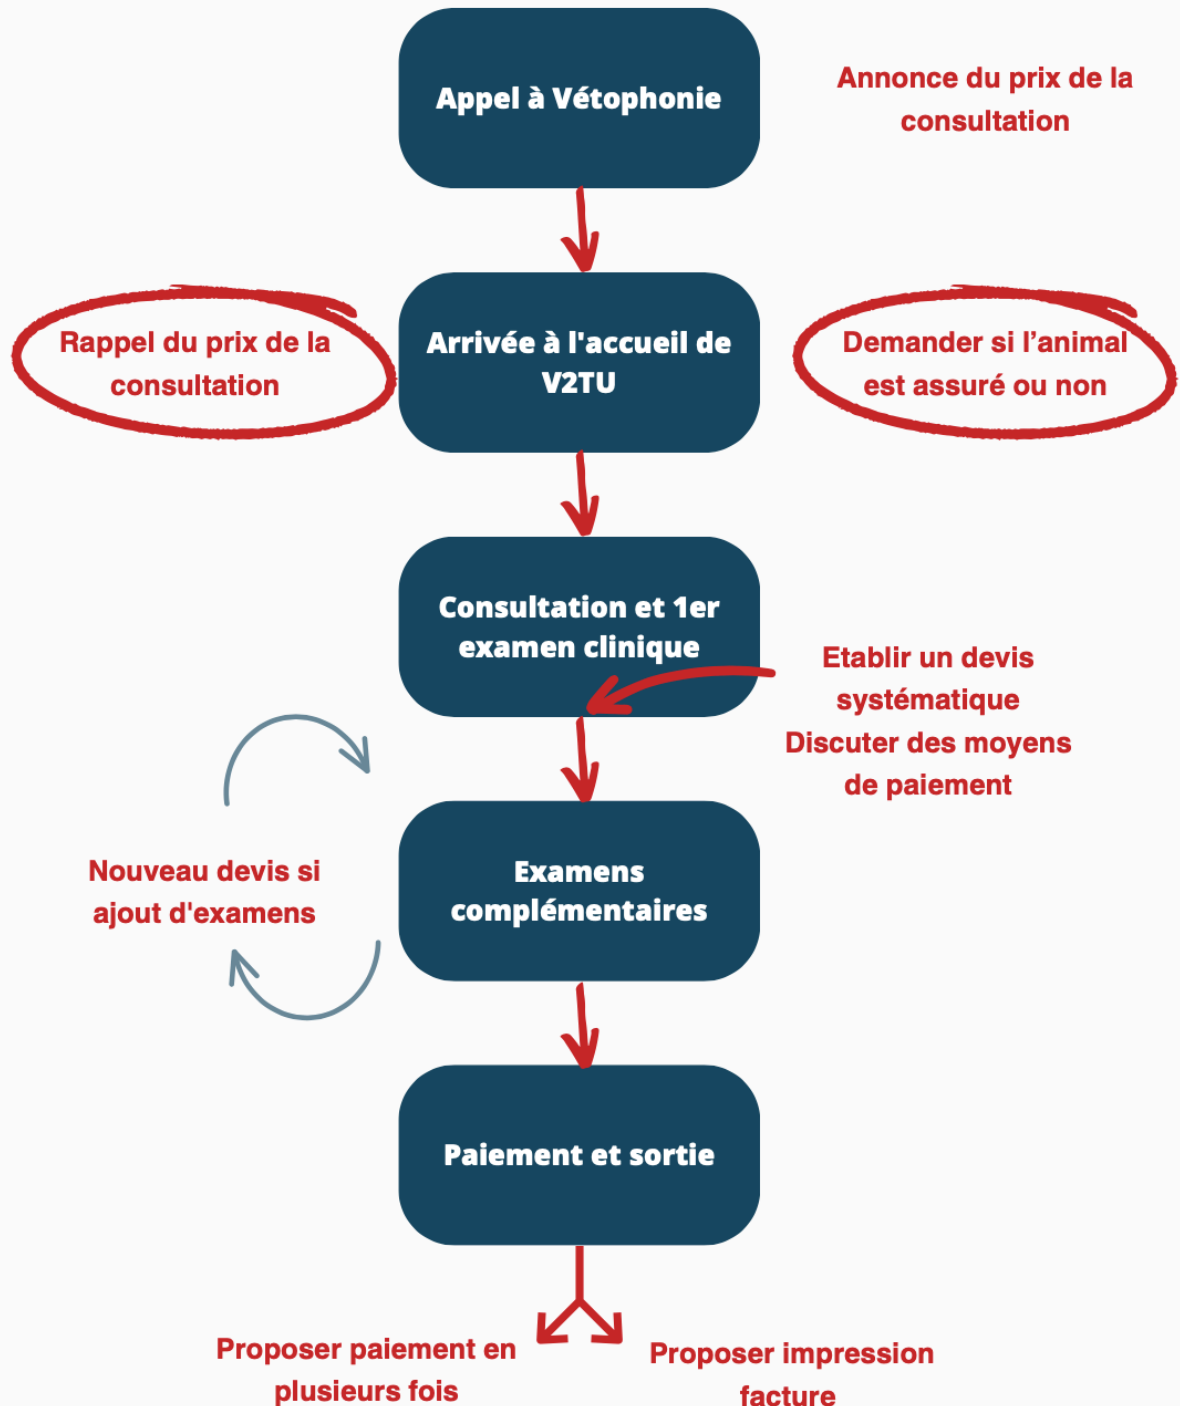 Appel à Vétophonie
Annonce du prix de la
consultation
Rappel du prix de la
consultation
Arrivée à l'accueil de
V2TU
Demander si l’animal
est assuré ou non
Consultation et 1er
examen clinique
Etablir un devis
systématique
Discuter des moyens
de paiement
Nouveau devis si
ajout d'examens
Examens
complémentaires
Paiement et sortie
Proposer paiement en
plusieurs fois
Proposer impression
facture